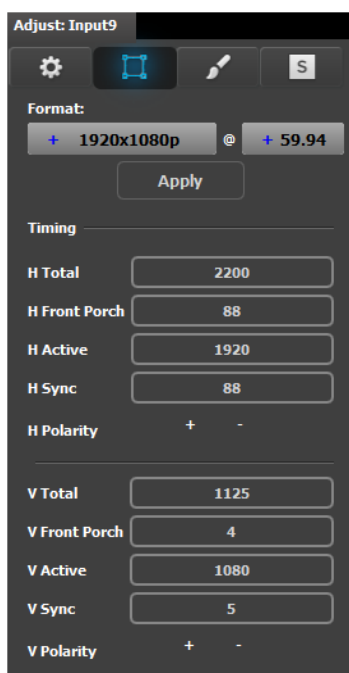 Adjust: Input9
S
Format:
+ 1920x1080p @ + 59.94
Apply
Timing
H Total 2200
H Front Porch 88
H Active 1920
H Sync 88
H Polarity + -
V Total 1125
V Front Porch 4
V Active 1080
V Sync 5
V Polarity + -